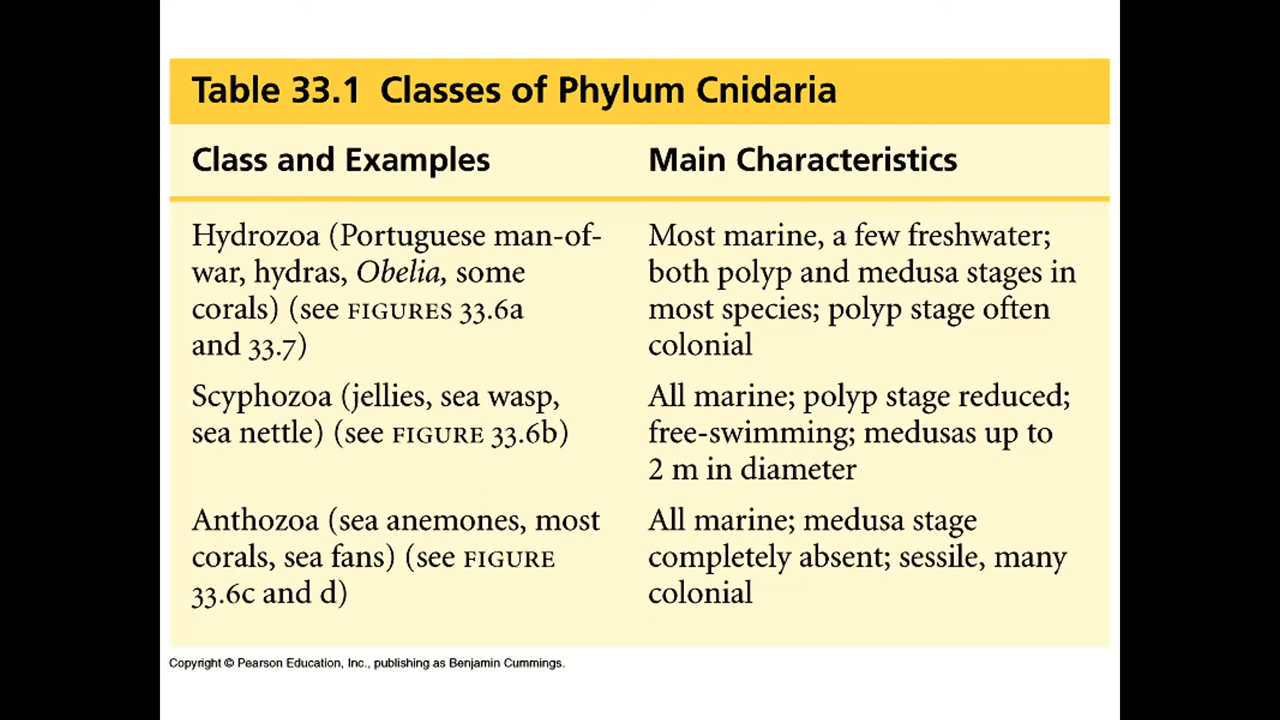 Table 33.1 Classes of Phylum Cnidaria
Class and Examples
Main Characteristics
Hydrozoa (Portuguese man-of-
war, hydras, Obelia, some
corals) (see FIGURES 33.6a
and 33.7)
Most marine, a few freshwater;
both polyp and medusa stages in
most species; polyp stage often
colonial
Scyphozoa (jellies, sea wasp,
sea nettle) (see FIGURE 33.6b)
All marine; polyp stage reduced;
free-swimming; medusas up to
2 m in diameter
Anthozoa (sea anemones, most
corals, sea fans) (see FIGURE
33.6c and d)
All marine; medusa stage
completely absent; sessile, many
colonial
Copyright © Pearson Education, Inc., publishing as Benjamin Cummings.